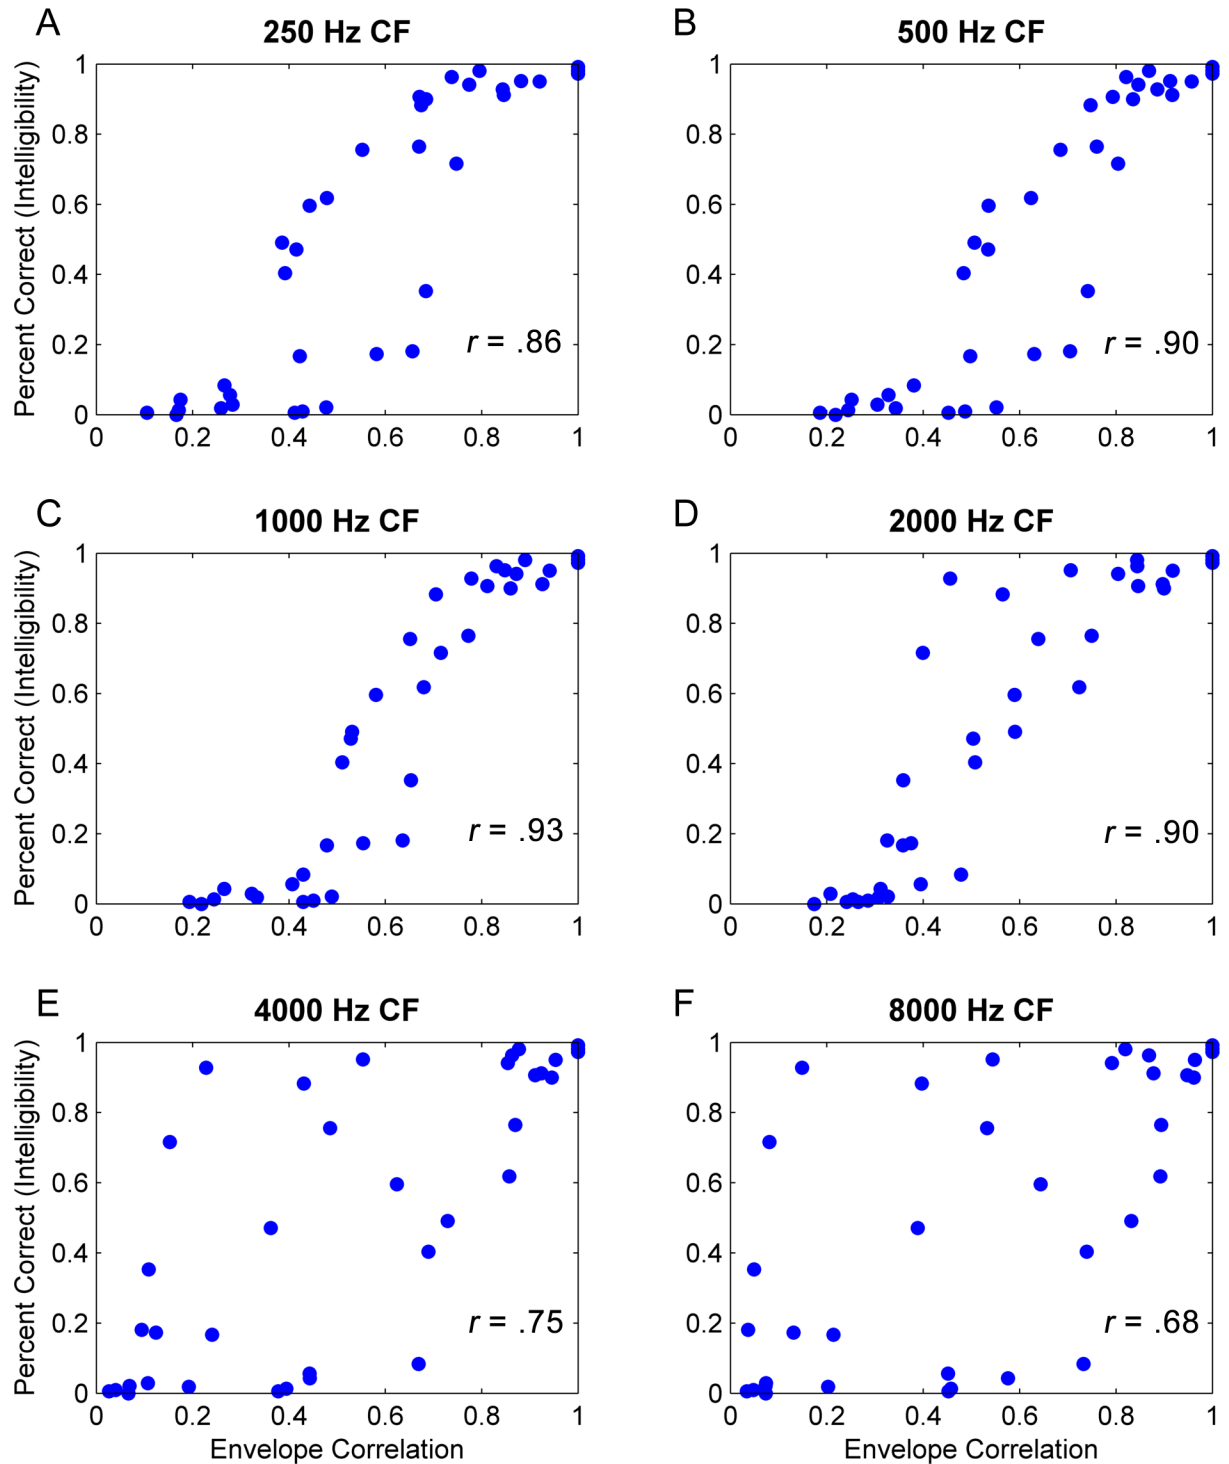 A
250 Hz CF
Percent Correct (Intelligibility)
1
0.8
0.6
0.4
0.2
0
r = .86
0 0.2 0.4 0.6 0.8 1
B
500 Hz CF
1
0.8
0.6
0.4
0.2
0
r = .90
0 0.2 0.4 0.6 0.8 1
C
1000 Hz CF
Percent Correct (Intelligibility)
1
0.8
0.6
0.4
0.2
0
r = .93
0 0.2 0.4 0.6 0.8 1
D
2000 Hz CF
1
0.8
0.6
0.4
0.2
0
r = .90
0 0.2 0.4 0.6 0.8 1
E
4000 Hz CF
Percent Correct (Intelligibility)
1
0.8
0.6
0.4
0.2
0
r = .75
0 0.2 0.4 0.6 0.8 1
Envelope Correlation
F
8000 Hz CF
1
0.8
0.6
0.4
0.2
0
r = .68
0 0.2 0.4 0.6 0.8 1
Envelope Correlation